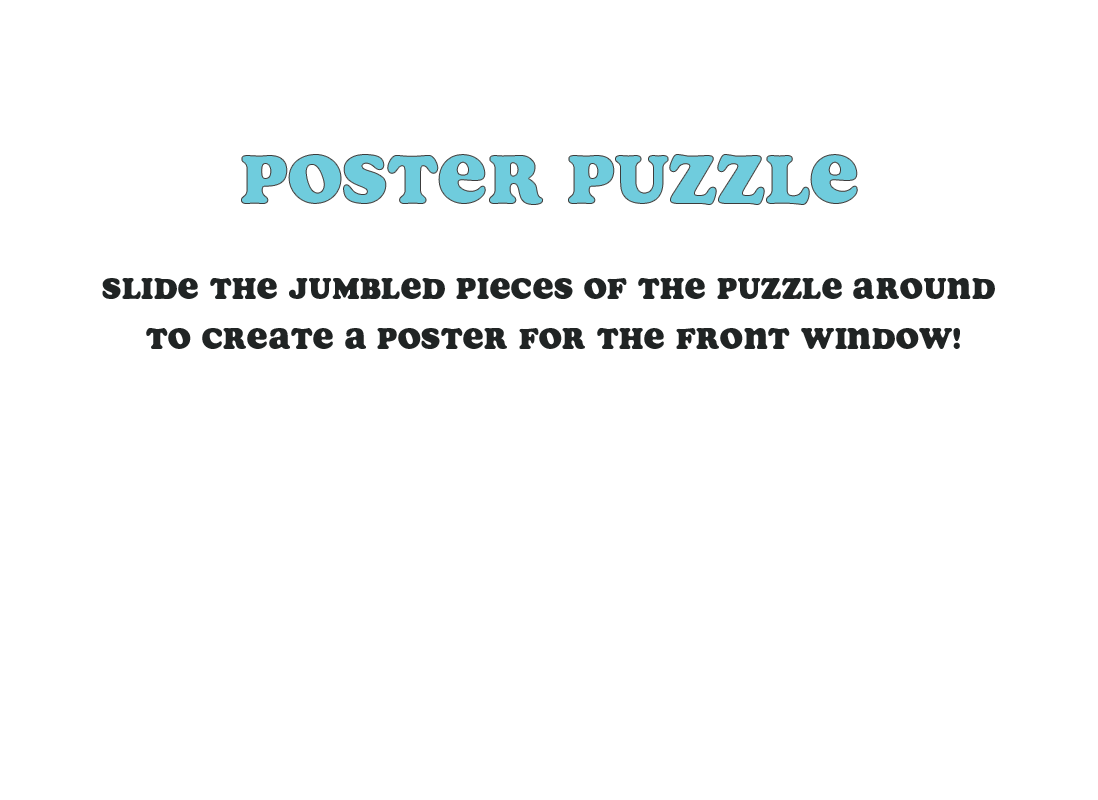 POSTER PUZZLE
SLIDE THE JUMBLED PIECES OF THE PUZZLE AROUND
TO CREATE A POSTER FOR THE FRONT WINDOW!